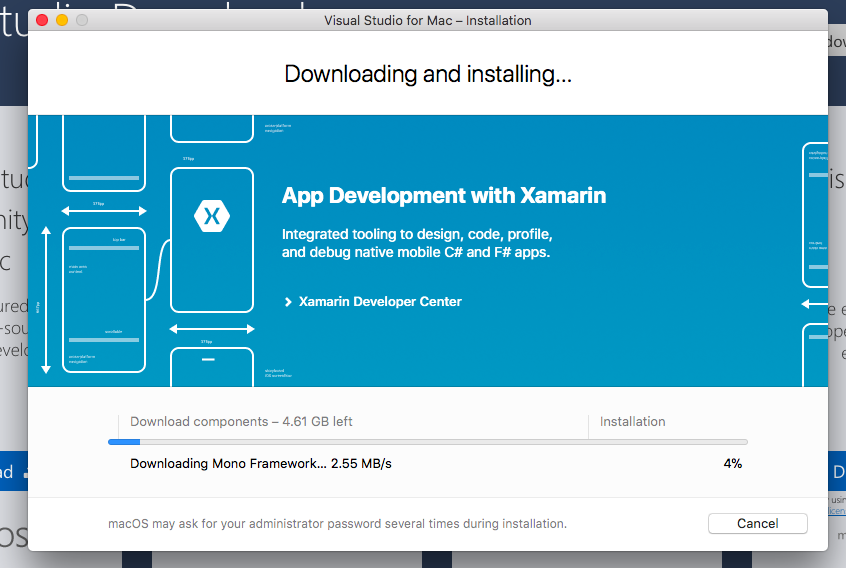 Visual Studio for Mac – Installation
Downloading and installing...
App Development with Xamarin
Integrated tooling to design, code, profile,
and debug native mobile C# and F# apps.
Xamarin Developer Center
Download components – 4.61 GB left
Installation
Downloading Mono Framework... 2.55 MB/s
4%
macOS may ask for your administrator password several times during installation.
Cancel